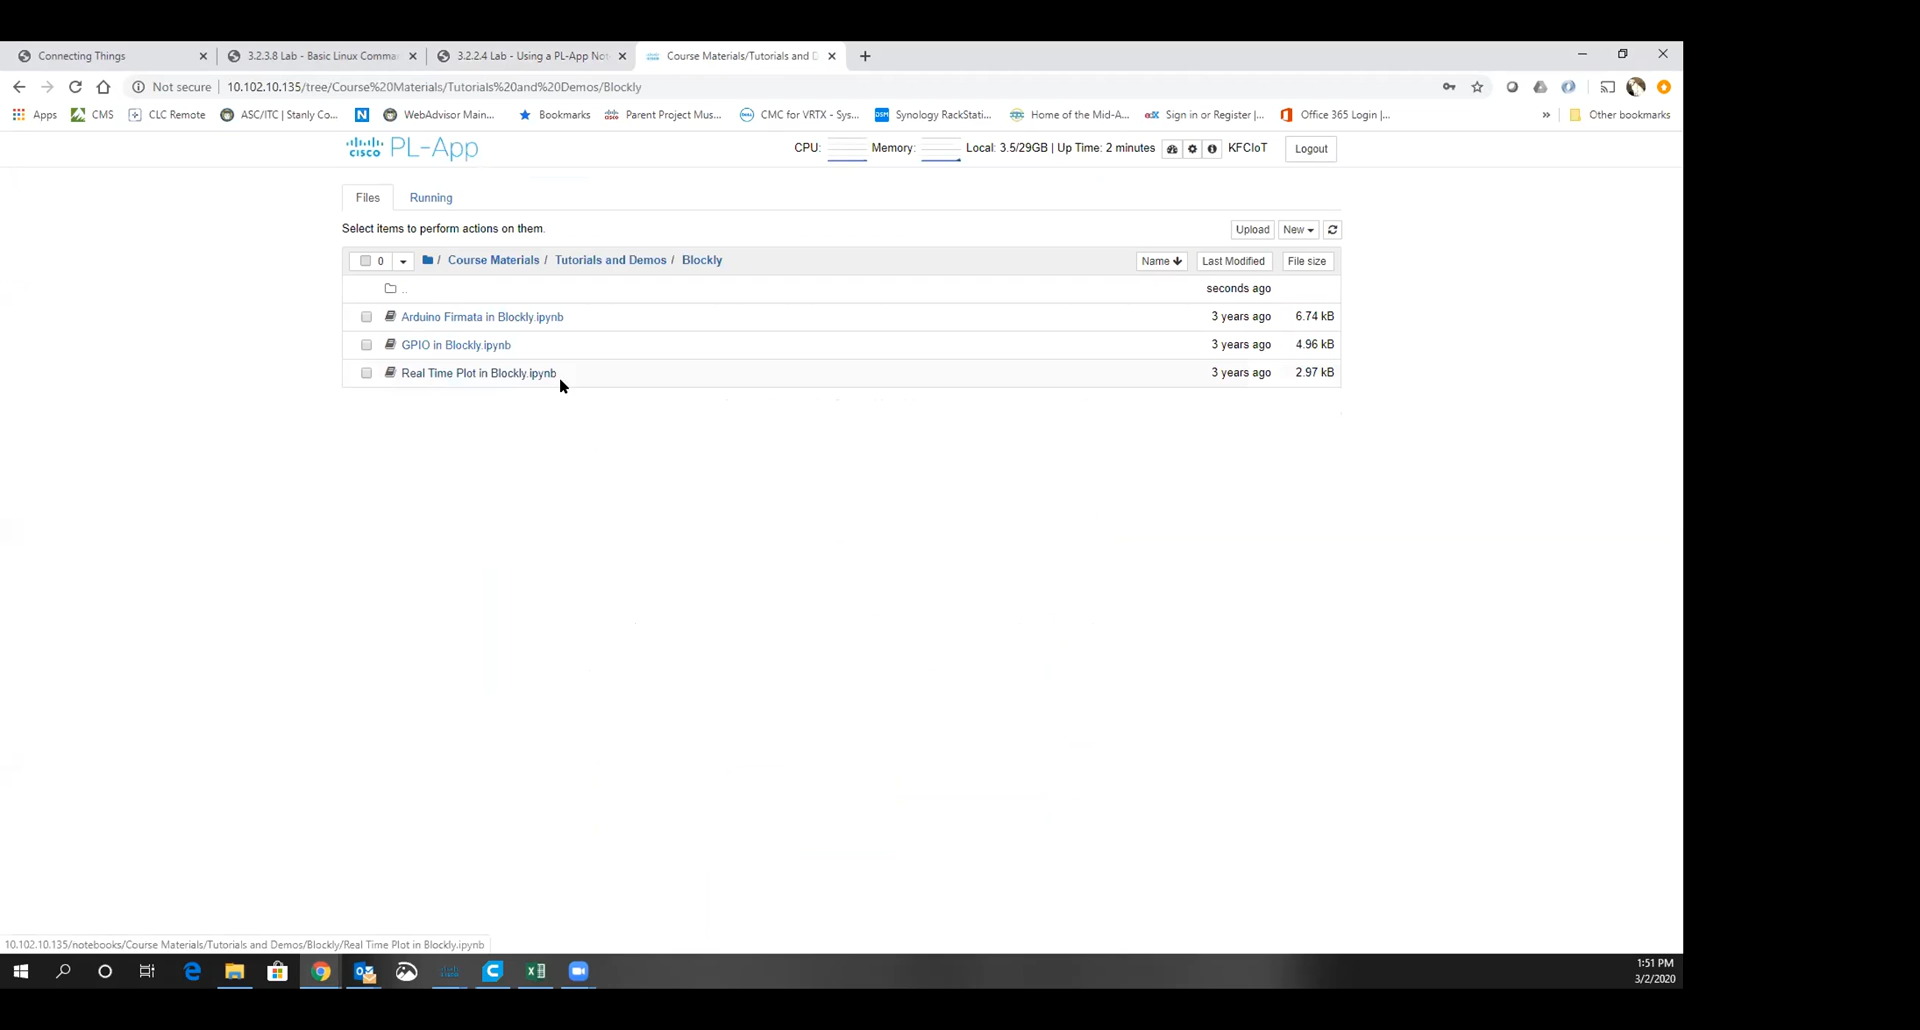 Connecting Things
3.2.3.8 Lab - Basic Linux Comma
3.2.2.4 Lab - Using a PL-App No
Course Materials/Tutorials and D
Not secure
10.102.10.135/tree/Course%20Materials/Tutorials%20and%20Demos/Blockly
Apps
CMS
CLC Remote
ASC/ITC | Stanly Co...
N
WebAdvisor Main...
Bookmarks
Parent Project Mus...
CMC for VRTX - Sys...
DSM
Synology RackStati...
Home of the Mid-A...
edX
Sign in or Register |...
Office 365 Login |...
»
Other bookmarks
cisco PL-App
CPU:
Memory:
Local: 3.5/29GB | Up Time: 2 minutes
KFCIoT
Logout
Files
Running
Select items to perform actions on them.
Upload
New
0
/ Course Materials / Tutorials and Demos / Blockly
Name
Last Modified
File size
..
seconds ago
Arduino Firmata in Blockly.ipynb
3 years ago
6.74 kB
GPIO in Blockly.ipynb
3 years ago
4.96 kB
Real Time Plot in Blockly.ipynb
3 years ago
2.97 kB
10.102.10.135/notebooks/Course Materials/Tutorials and Demos/Blockly/Real Time Plot in Blockly.ipynb
1:51 PM
3/2/2020